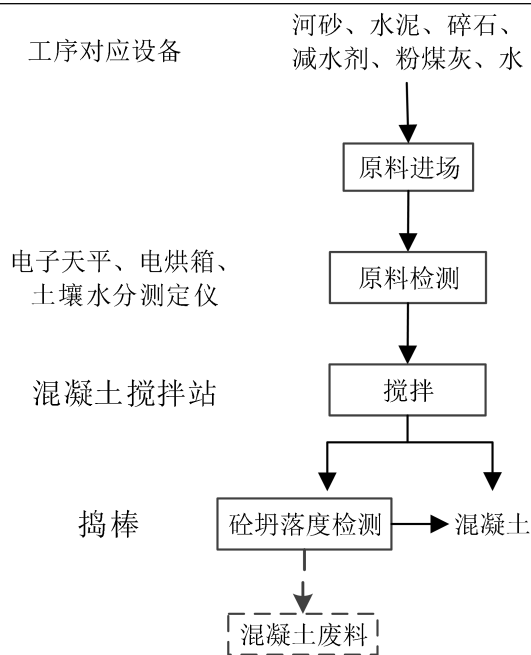 工序对应设备
河砂、水泥、碎石、
减水剂、粉煤灰、水
原料进场
电子天平、电烘箱、
土壤水分测定仪
原料检测
混凝土搅拌站
搅拌
捣棒
砼坍落度检测
混凝土
混凝土废料